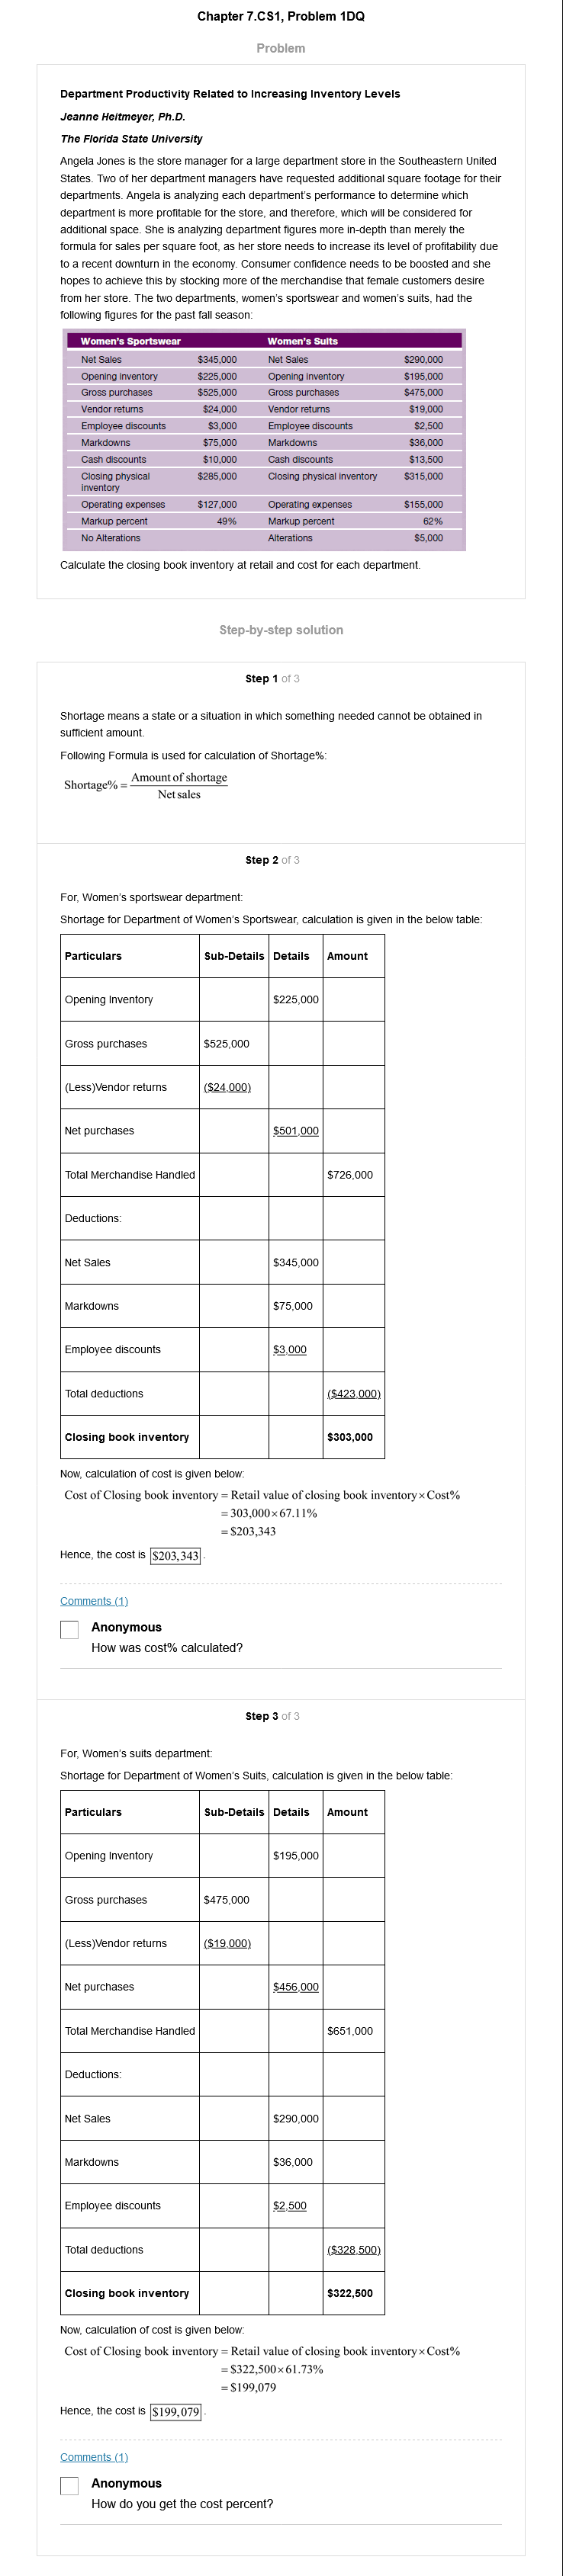 Chapter 7.CS1, Problem 1DQ
Problem
Department Productivity Related to Increasing Inventory Levels
Jeanne Heitmeyer, Ph.D.
The Florida State University
Angela Jones is the store manager for a large department store in the Southeastern United
States. Two of her department managers have requested additional square footage for their
departments. Angela is analyzing each department's performance to determine which
department is more profitable for the store, and therefore, which will be considered for
additional space. She is analyzing department figures more in-depth than merely the
formula for sales per square foot, as her store needs to increase its level of profitability due
to a recent downturn in the economy. Consumer confidence needs to be boosted and she
hopes to achieve this by stocking more of the merchandise that female customers desire
from her store. The two departments, women's sportswear and women's suits, had the
following figures for the past fall season:
Women's Sportswear Women's Suits
Net Sales $345,000 Net Sales $290,000
Opening inventory $225,000 Opening inventory $195,000
Gross purchases $525,000 Gross purchases $475,000
Vendor returns $24,000 Vendor returns $19,000
Employee discounts $3,000 Employee discounts $2,500
Markdowns $75,000 Markdowns $36,000
Cash discounts $10,000 Cash discounts $13,500
Closing physical $285,000 Closing physical inventory $315,000
inventory
Operating expenses $127,000 Operating expenses $155,000
Markup percent 49% Markup percent 62%
No Alterations Alterations $5,000
Calculate the closing book inventory at retail and cost for each department.
Step-by-step solution
Step 1 of 3
Shortage means a state or a situation in which something needed cannot be obtained in
sufficient amount.
Following Formula is used for calculation of Shortage%:
Shortage% = Amount of shortage
Net sales
Step 2 of 3
For, Women's sportswear department:
Shortage for Department of Women's Sportswear, calculation is given in the below table:
Particulars Sub-Details Details Amount
Opening Inventory $225,000
Gross purchases $525,000
(Less)Vendor returns ($24,000)
Net purchases $501,000
Total Merchandise Handled $726,000
Deductions:
Net Sales $345,000
Markdowns $75,000
Employee discounts $3,000
Total deductions ($423,000)
Closing book inventory $303,000
Now, calculation of cost is given below:
Cost of Closing book inventory = Retail value of closing book inventory × Cost%
= 303,000 × 67.11%
= $203,343
Hence, the cost is $203,343.
Comments (1)
Anonymous
How was cost% calculated?
Step 3 of 3
For, Women's suits department:
Shortage for Department of Women's Suits, calculation is given in the below table:
Particulars Sub-Details Details Amount
Opening Inventory $195,000
Gross purchases $475,000
(Less)Vendor returns ($19,000)
Net purchases $456,000
Total Merchandise Handled $651,000
Deductions:
Net Sales $290,000
Markdowns $36,000
Employee discounts $2,500
Total deductions ($328,500)
Closing book inventory $322,500
Now, calculation of cost is given below:
Cost of Closing book inventory = Retail value of closing book inventory × Cost%
= $322,500 × 61.73%
= $199,079
Hence, the cost is $199,079.
Comments (1)
Anonymous
How do you get the cost percent?